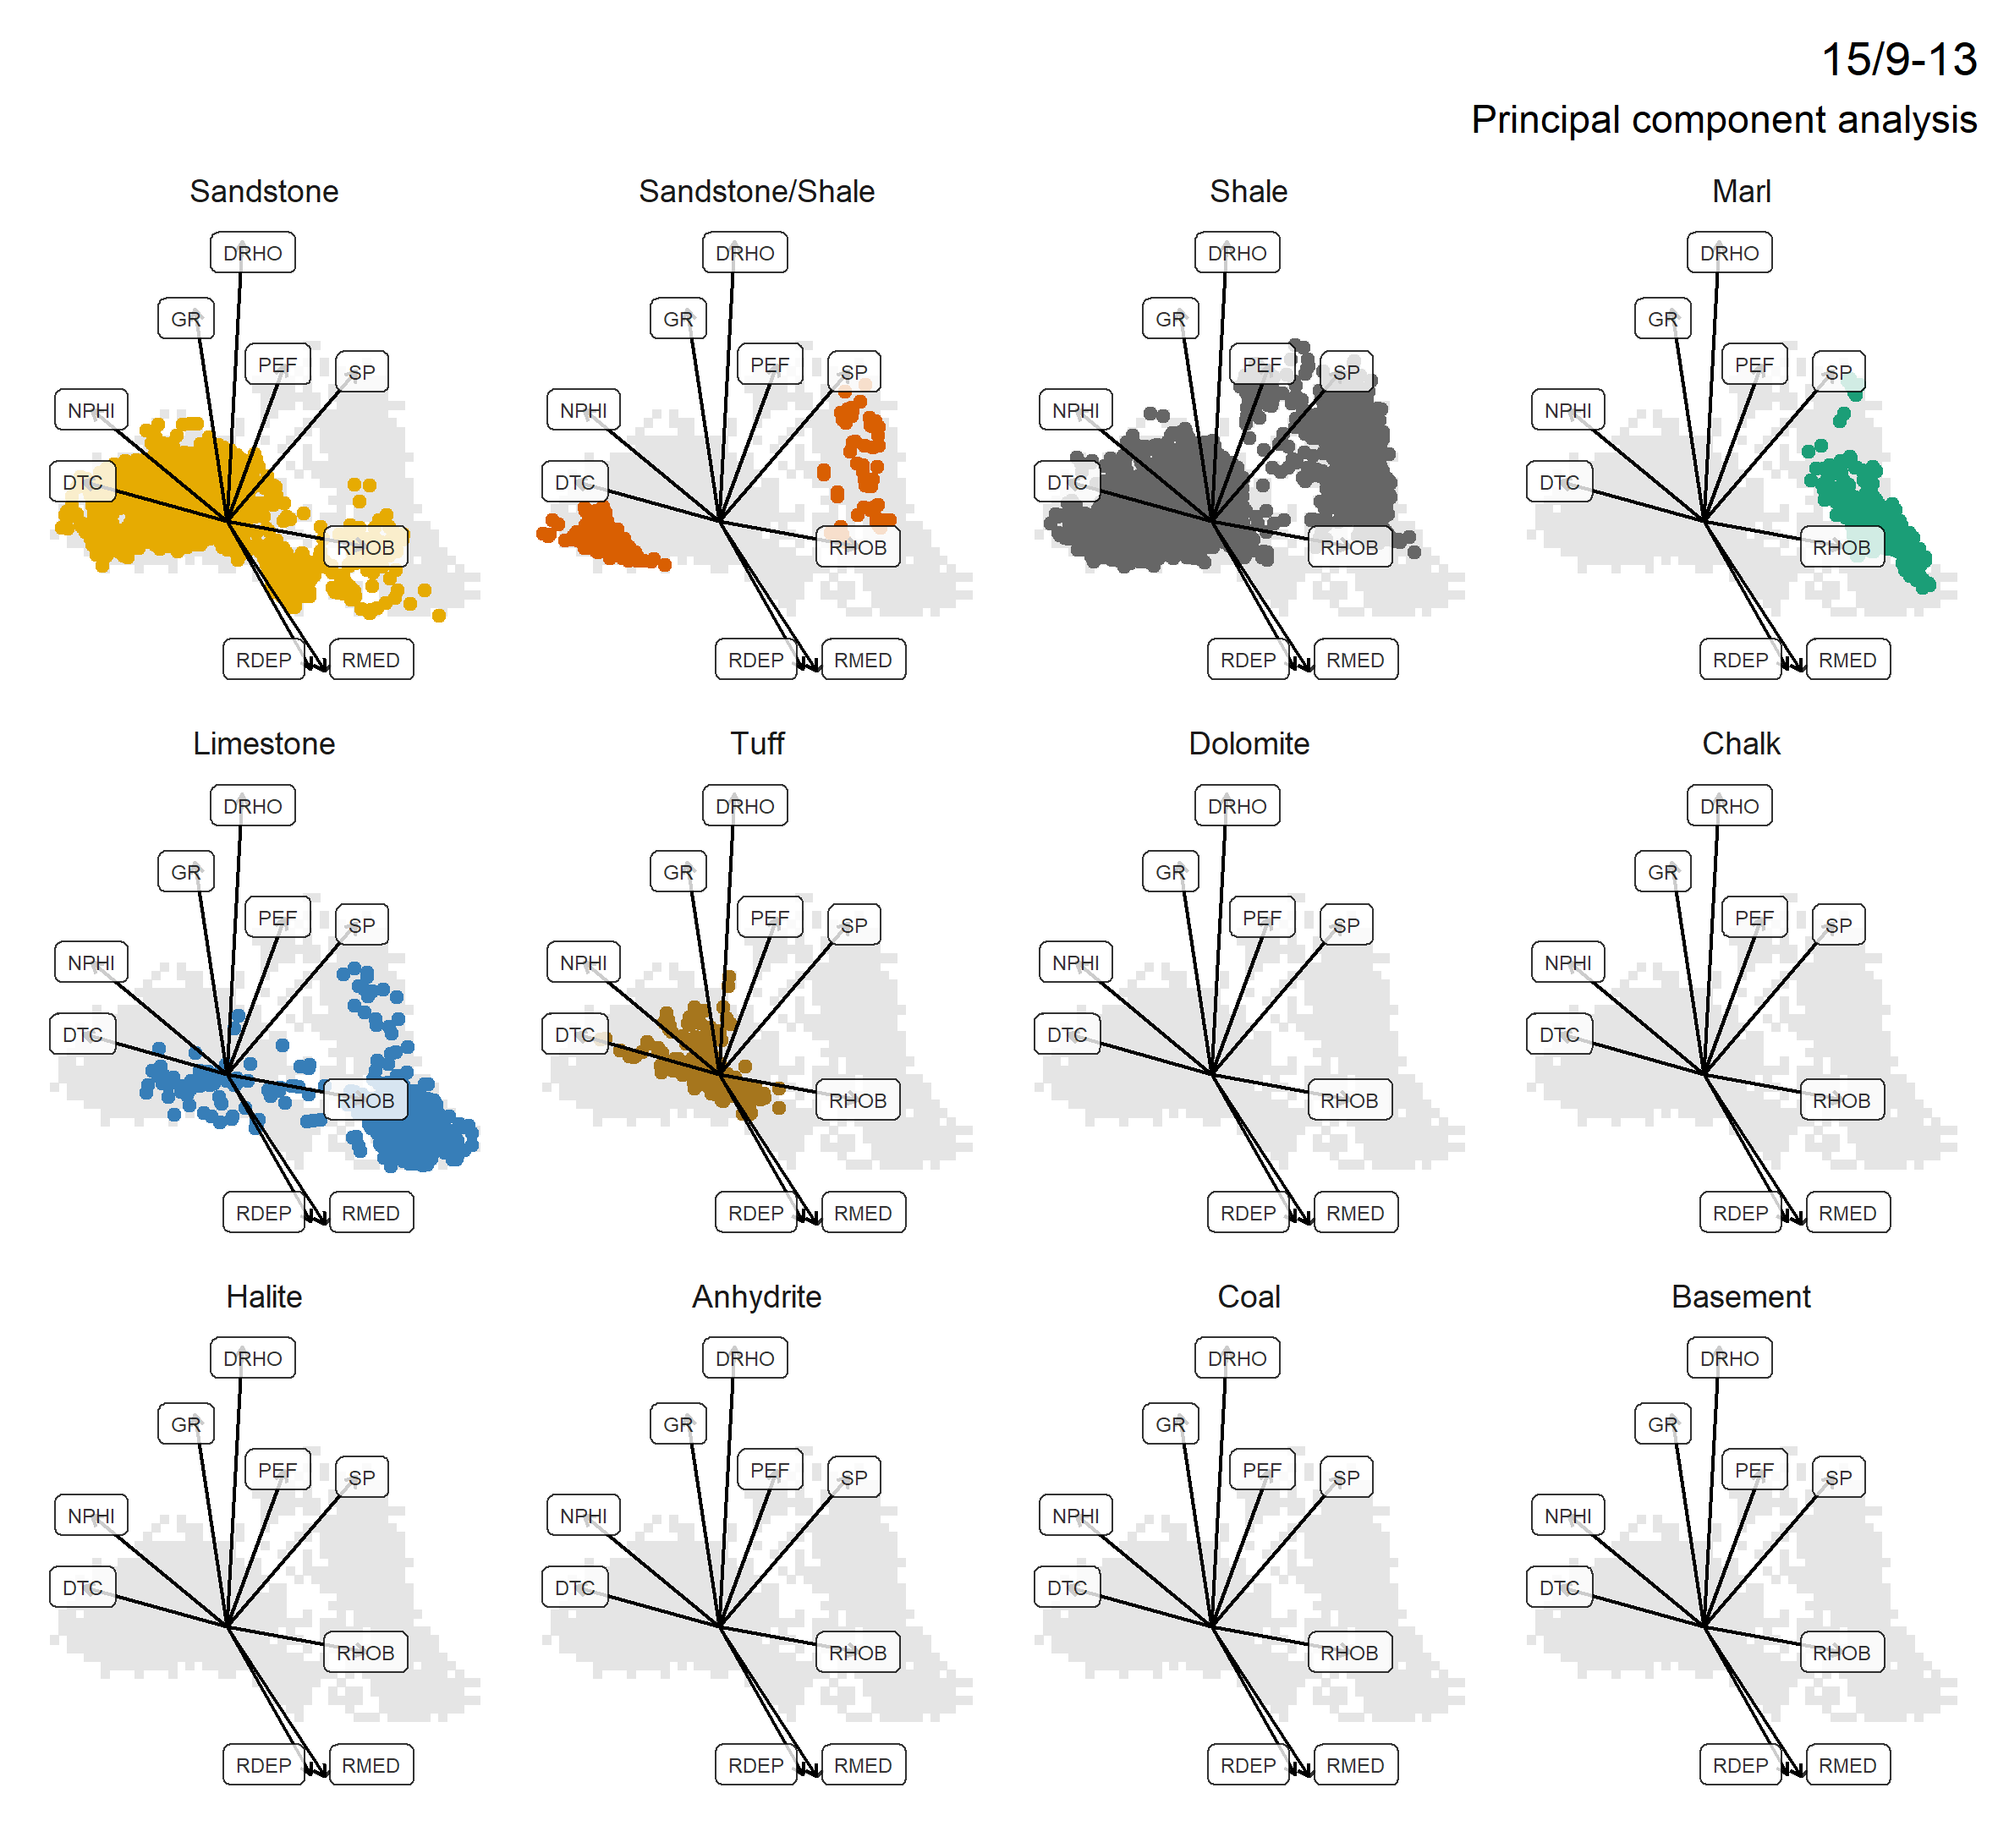 15/9-13
Principal component analysis
Sandstone
DRHO
GR
PEF
SP
NPHI
DTC
RHOB
RDEP
RMED
Sandstone/Shale
DRHO
GR
PEF
SP
NPHI
DTC
RHOB
RDEP
RMED
Shale
DRHO
GR
PEF
SP
NPHI
DTC
RHOB
RDEP
RMED
Marl
DRHO
GR
PEF
SP
NPHI
DTC
RHOB
RDEP
RMED
Limestone
DRHO
GR
PEF
SP
NPHI
DTC
RHOB
RDEP
RMED
Tuff
DRHO
GR
PEF
SP
NPHI
DTC
RHOB
RDEP
RMED
Dolomite
DRHO
GR
PEF
SP
NPHI
DTC
RHOB
RDEP
RMED
Chalk
DRHO
GR
PEF
SP
NPHI
DTC
RHOB
RDEP
RMED
Halite
DRHO
GR
PEF
SP
NPHI
DTC
RHOB
RDEP
RMED
Anhydrite
DRHO
GR
PEF
SP
NPHI
DTC
RHOB
RDEP
RMED
Coal
DRHO
GR
PEF
SP
NPHI
DTC
RHOB
RDEP
RMED
Basement
DRHO
GR
PEF
SP
NPHI
DTC
RHOB
RDEP
RMED